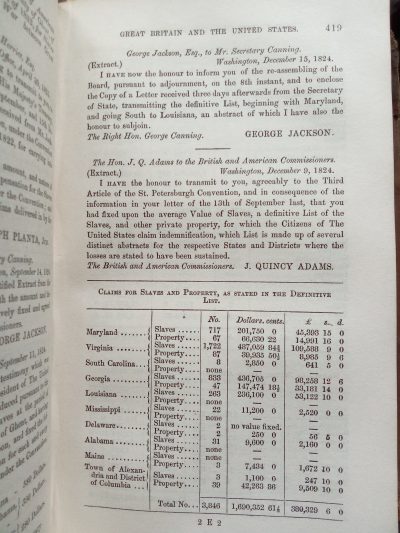 GREAT BRITAIN AND THE UNITED STATES. 419
George Jackson, Esq., to Mr. Secretary Canning.
(Extract.) Washington, December 15, 1824.
I HAVE now the honour to inform you of the re-assembling of the
Board, pursuant to adjournment, on the 8th instant, and to enclose
the Copy of a Letter received three days afterwards from the Secretary
of State, transmitting the definitive List, beginning with Maryland,
and going South to Louisiana, an abstract of which I have also the
honour to subjoin.
The Right Hon. George Canning. GEORGE JACKSON.
The Hon. J. Q. Adams to the British and American Commissioners.
(Extract.) Washington, December 9, 1824.
I HAVE the honour to transmit to you, agreeably to the Third
Article of the St. Petersburgh Convention, and in consequence of the
information in your letter of the 13th of September last, that you
had fixed upon the average Value of Slaves, a definitive List of
Slaves, and other private property, for which the Citizens of The
United States claim indemnification, which List is made up of several
distinct abstracts for the respective States and Districts where the
losses are stated to have been sustained.
The British and American Commissioners. J. QUINCY ADAMS.
CLAIMS FOR SLAVES AND PROPERTY, AS STATED IN THE DEFINITIVE
LIST.
No. Dollars. cents. £ s. d.
Maryland ....... Slaves .... 717 201,750 0 45,393 15 0
Property... 67 66,630 22 14,991 16 0
Virginia ........ Slaves .... 1,722 487,059 84½ 109,588 9 0
Property... 87 39,935 50½ 8,985 9 6
South Carolina... Slaves .... 8 2,850 0 641 5 0
Property... none — —
Georgia ........ Slaves .... 833 436,705 0 98,258 12 6
Property... 47 147,474 13½ 33,181 14 0
Louisiana ...... Slaves .... 263 236,100 0 53,122 10 0
Property... none — —
Mississippi ..... Slaves .... 22 11,200 0 2,520 0 0
Property... none — —
Delaware....... Slaves .... 2 no value fixed. —
Property... 2 250 0 56 5 0
Alabama ....... Slaves .... 31 9,600 0 2,160 0 0
Property... none — —
Maine ......... Slaves .... none — —
Property... 3 7,434 0 1,672 10 0
Town of Alexan-
dria and District Slaves .... 3 1,100 0 247 10 0
of Columbia... Property... 39 42,263 36 9,509 10 0
Total No... 3,846 1,690,352 61½ 380,329 6 0
2 E 2